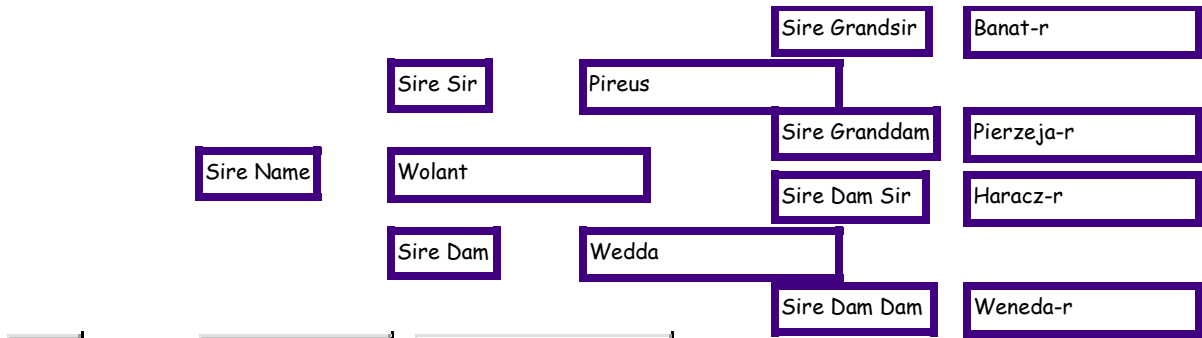 Sire Grandsir Banat-r
Sire Sir Pireus
Sire Granddam Pierzeja-r
Sire Name Wolant
Sire Dam Sir Haracz-r
Sire Dam Wedda
Sire Dam Dam Weneda-r